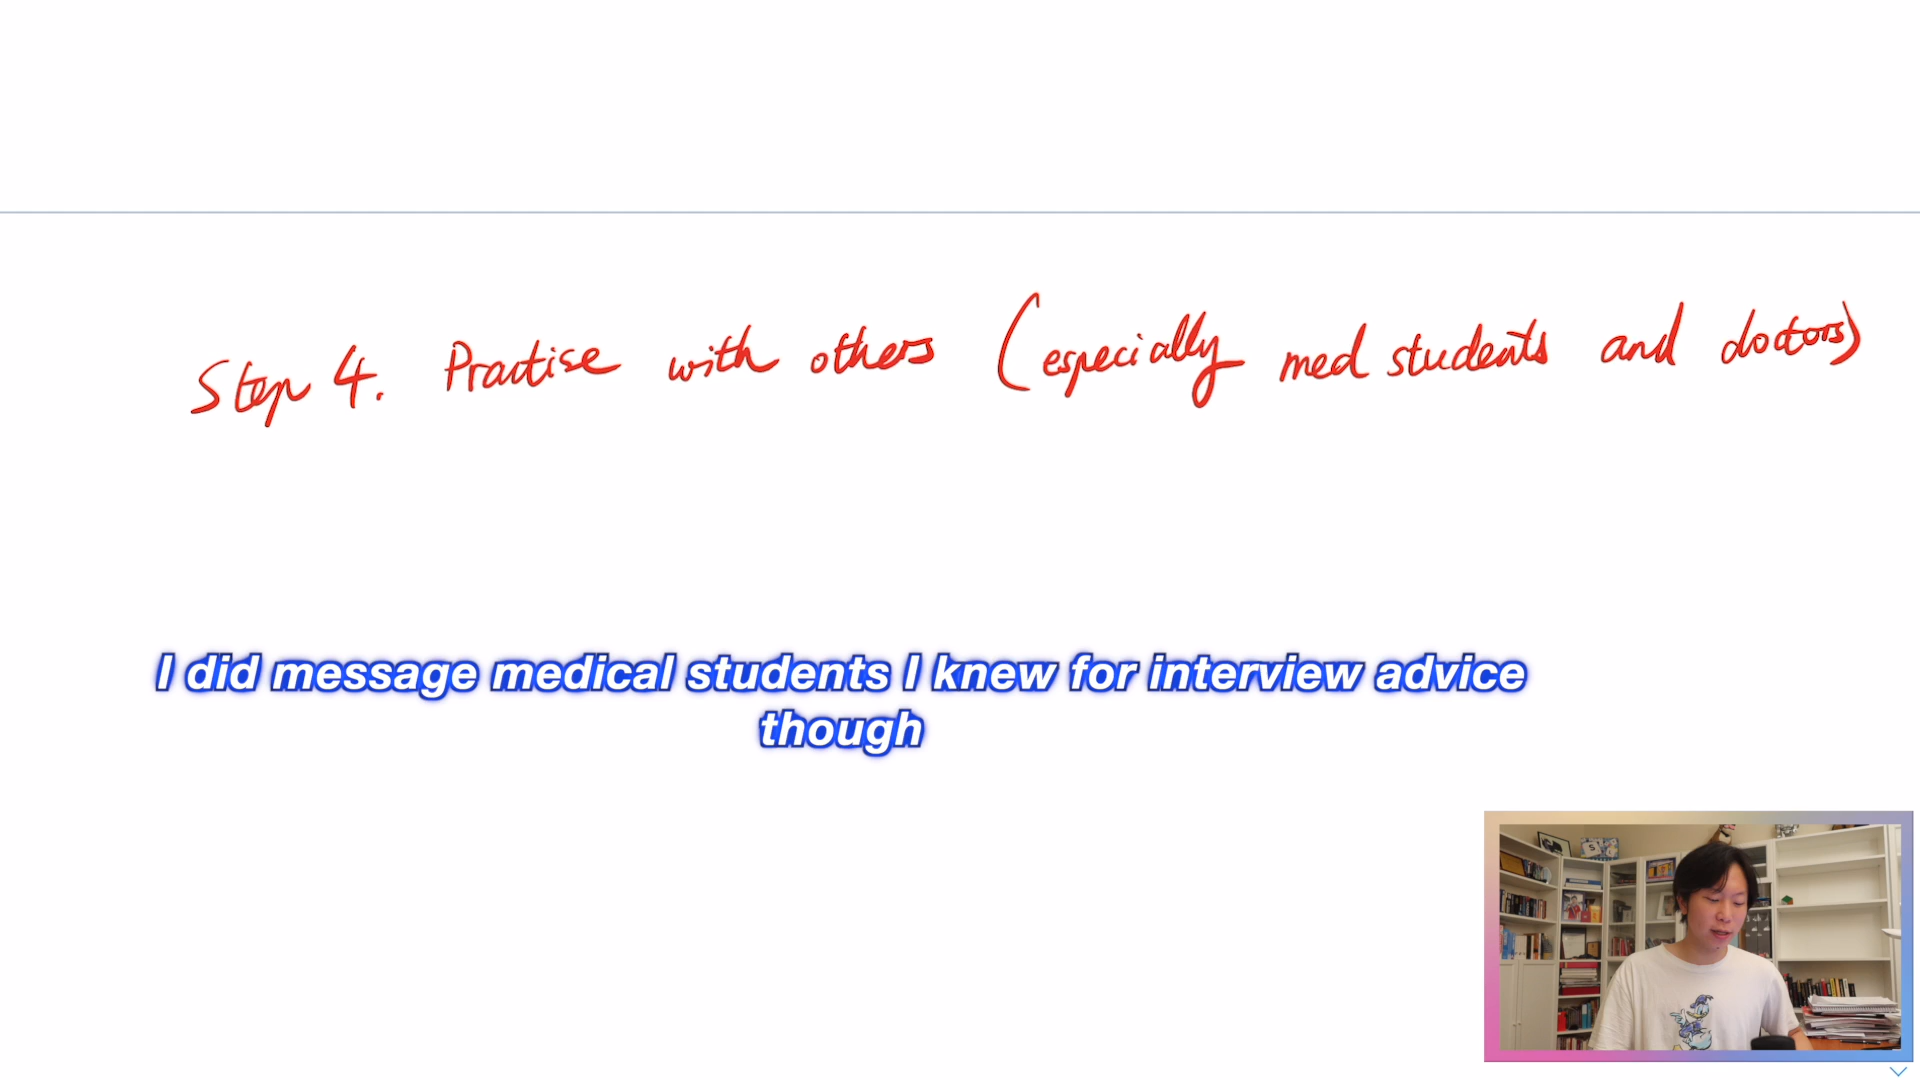 Step 4. Practise with others (especially med students and doctors)
I did message medical students I knew for interview advice
though